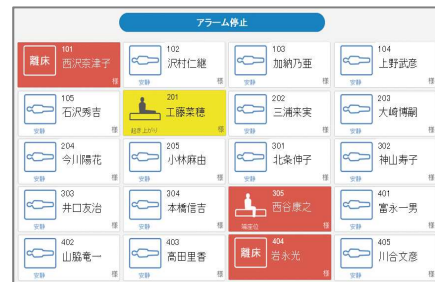 アラーム停止
離床 101 西沢奈津子 様
102 沢村仁継 安静 様
103 加納乃亜 安静 様
104 上野武彦 安静 様
105 石沢秀吉 安静 様
201 工藤菜穂 起き上がり 様
202 三浦来実 安静 様
203 大崎博嗣 安静 様
204 今川陽花 安静 様
205 小林麻由 安静 様
301 北条伸子 安静 様
302 神山寿子 安静 様
303 井口友治 安静 様
304 本橋信吉 安静 様
305 西谷康之 端座位 様
401 富永一男 安静 様
402 山脇竜一 安静 様
403 高田里香 安静 様
離床 404 岩永光 様
405 川合文彦 安静 様